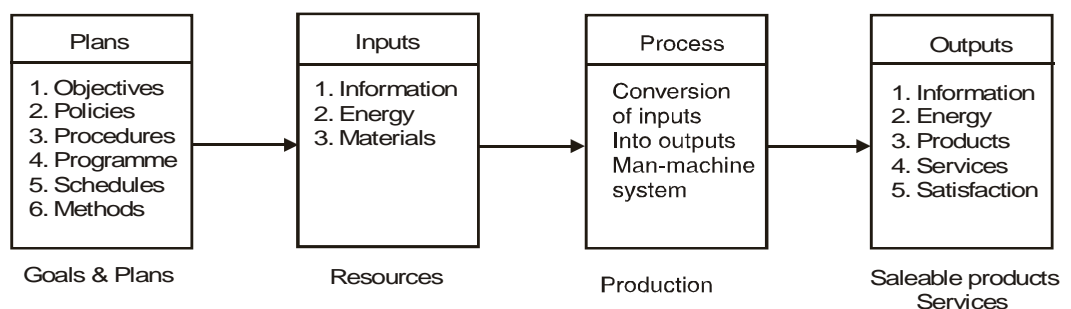 Plans
1. Objectives
2. Policies
3. Procedures
4. Programme
5. Schedules
6. Methods
Goals & Plans
Inputs
1. Information
2. Energy
3. Materials
Resources
Process
Conversion
of inputs
Into outputs
Man-machine
system
Production
Outputs
1. Information
2. Energy
3. Products
4. Services
5. Satisfaction
Saleable products
Services